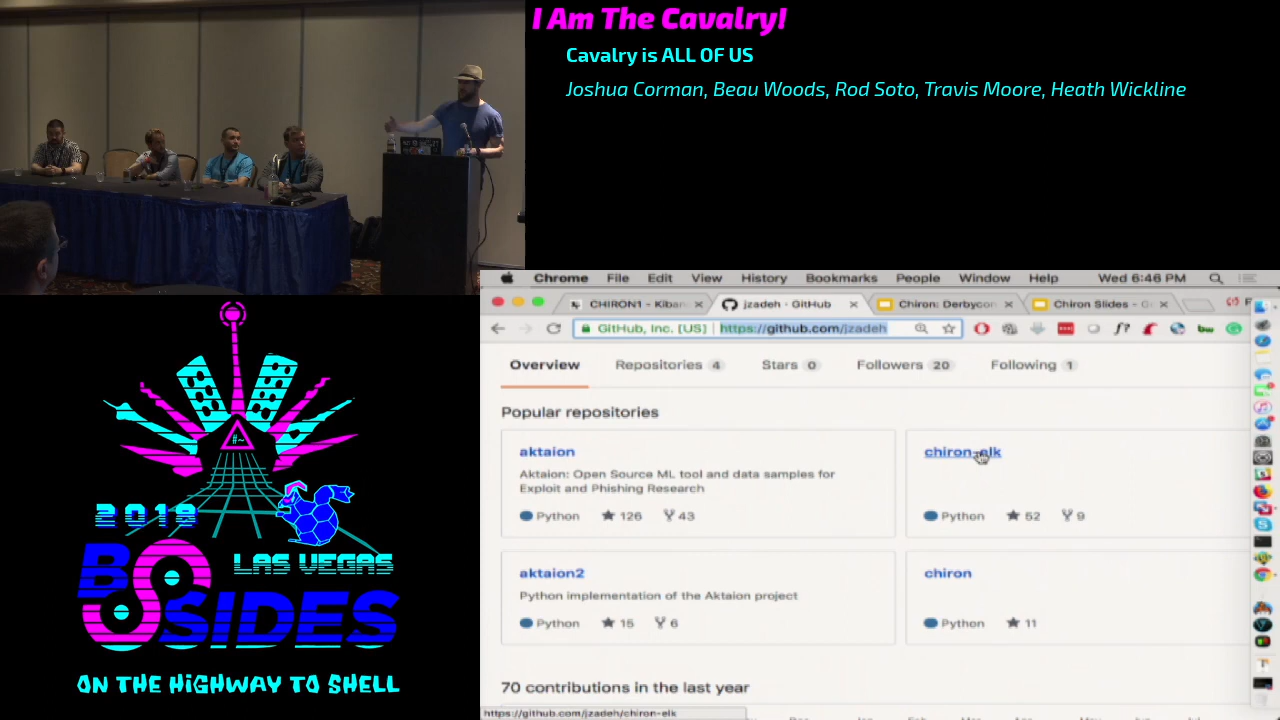 I Am The Cavalry!
Cavalry is ALL OF US
Joshua Corman, Beau Woods, Rod Soto, Travis Moore, Heath Wickline
Chrome File Edit View History Bookmarks People Window Help Wed 6:46 PM
CHIRON1 - Kiban × jzadeh · GitHub × Chiron: Derbycon × Chiron Slides - G ×
GitHub, Inc. [US] | https://github.com/jzadeh
Overview Repositories 4 Stars 0 Followers 20 Following 1
Popular repositories
aktaion
Aktaion: Open Source ML tool and data samples for
Exploit and Phishing Research
Python 126 43
chiron-elk
Python 52 9
aktaion2
Python implementation of the Aktaion project
Python 15 6
chiron
Python 11
70 contributions in the last year
https://github.com/jzadeh/chiron-elk
#~
2018
BSIDES
LAS VEGAS
ON THE HIGHWAY TO SHELL